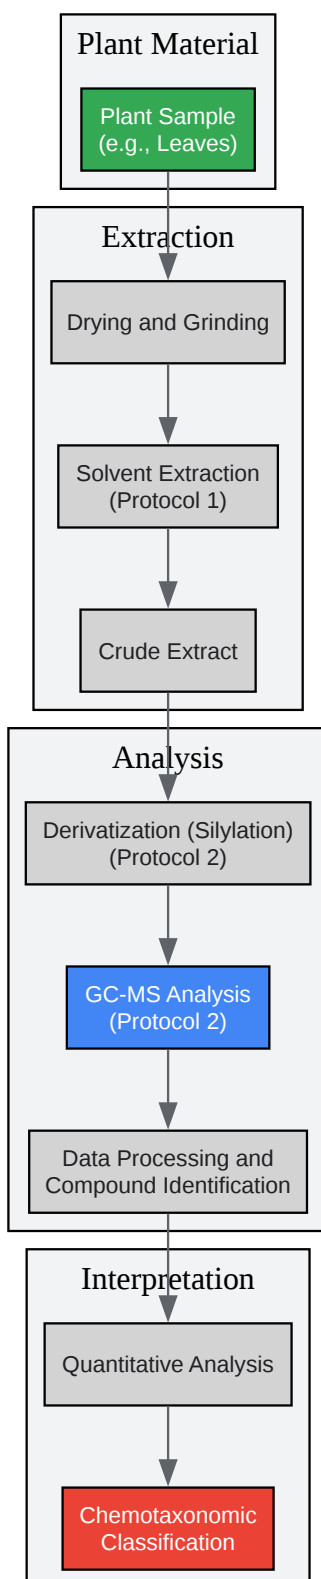 Plant Material
Plant Sample
(e.g., Leaves)
Extraction
Drying and Grinding
Solvent Extraction
(Protocol 1)
Crude Extract
Analysis
Derivatization (Silylation)
(Protocol 2)
GC-MS Analysis
(Protocol 2)
Data Processing and
Compound Identification
Interpretation
Quantitative Analysis
Chemotaxonomic
Classification